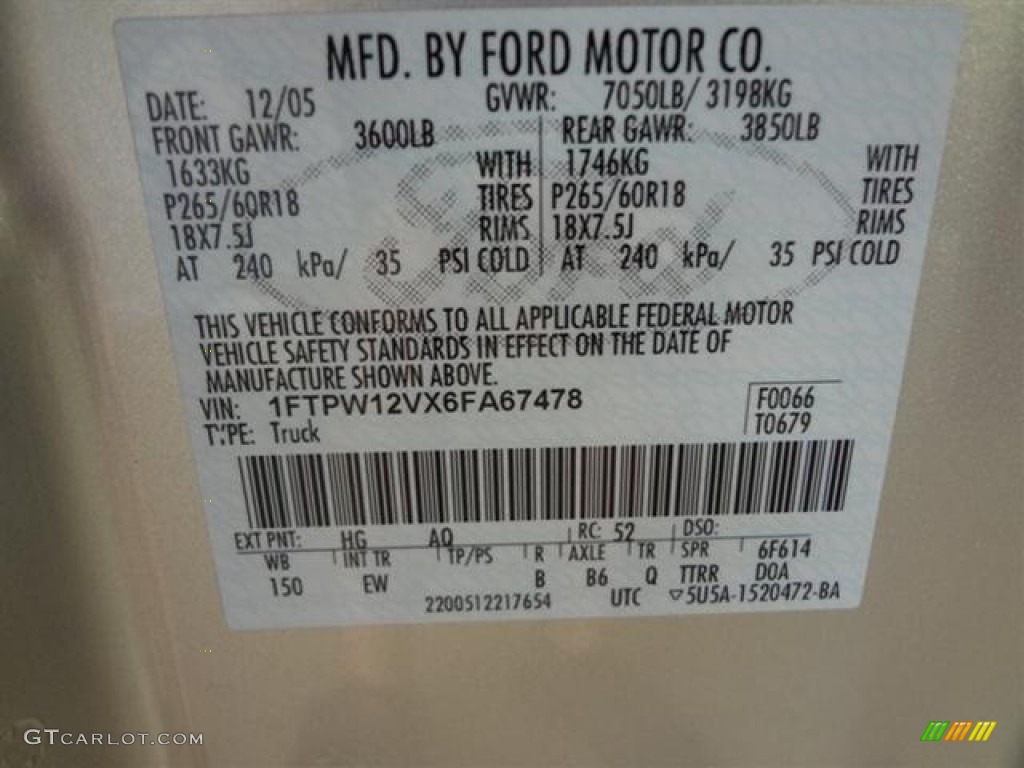 MFD. BY FORD MOTOR CO.
DATE: 12/05 GVWR: 7050LB/ 3198KG
FRONT GAWR: 3600LB REAR GAWR: 3850LB
1633KG WITH 1746KG WITH
P265/60R18 TIRES P265/60R18 TIRES
18X7.5J RIMS 18X7.5J RIMS
AT 240 kPa/ 35 PSI COLD AT 240 kPa/ 35 PSI COLD
THIS VEHICLE CONFORMS TO ALL APPLICABLE FEDERAL MOTOR
VEHICLE SAFETY STANDARDS IN EFFECT ON THE DATE OF
MANUFACTURE SHOWN ABOVE.
VIN: 1FTPW12VX6FA67478 F0066
TYPE: Truck T0679
EXT PNT: HG AQ RC: 52 DSO:
WB INT TR TP/PS R AXLE TR SPR 6F614
150 EW B B6 Q TTRR DOA
2200512217654 UTC ▽5U5A-1520472-BA
GTCARLOT.COM